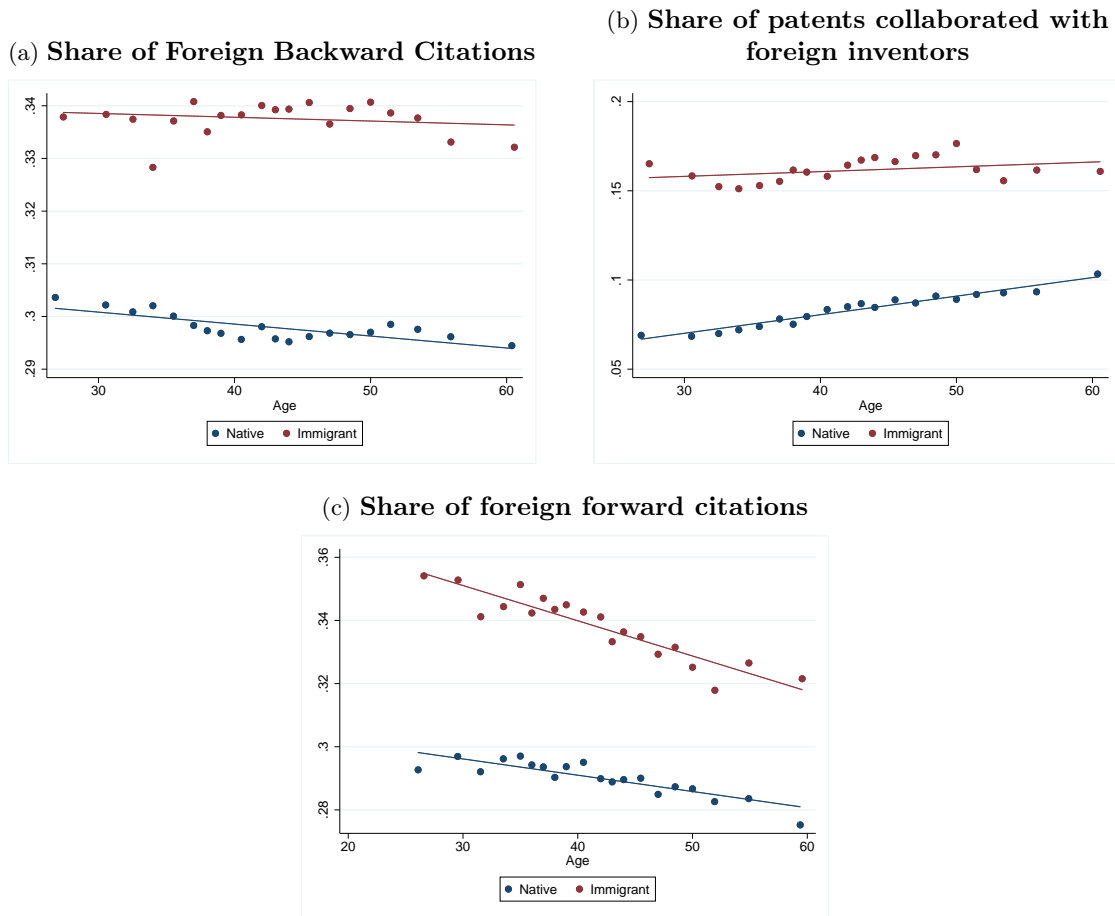 (a) Share of Foreign Backward Citations
.34
.33
.32
.31
.3
.29
30 40 50 60
Age
Native Immigrant
(b) Share of patents collaborated with
foreign inventors
.2
.15
.1
.05
30 40 50 60
Age
Native Immigrant
(c) Share of foreign forward citations
.36
.34
.32
.3
.28
20 30 40 50 60
Age
Native Immigrant